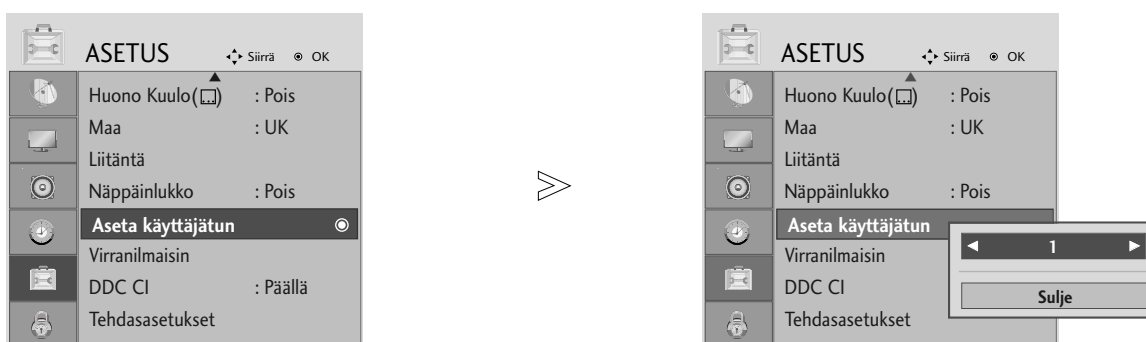 ASETUS Siirrä OK
Huono Kuulo( ) : Pois
Maa : UK
Liitäntä
Näppäinlukko : Pois
Aseta käyttäjätun
Virranilmaisin
DDC CI : Päällä
Tehdasasetukset
ASETUS Siirrä OK
Huono Kuulo( ) : Pois
Maa : UK
Liitäntä
Näppäinlukko : Pois
Aseta käyttäjätun
Virranilmaisin
DDC CI
Tehdasasetukset
◄ 1 ►
Sulje